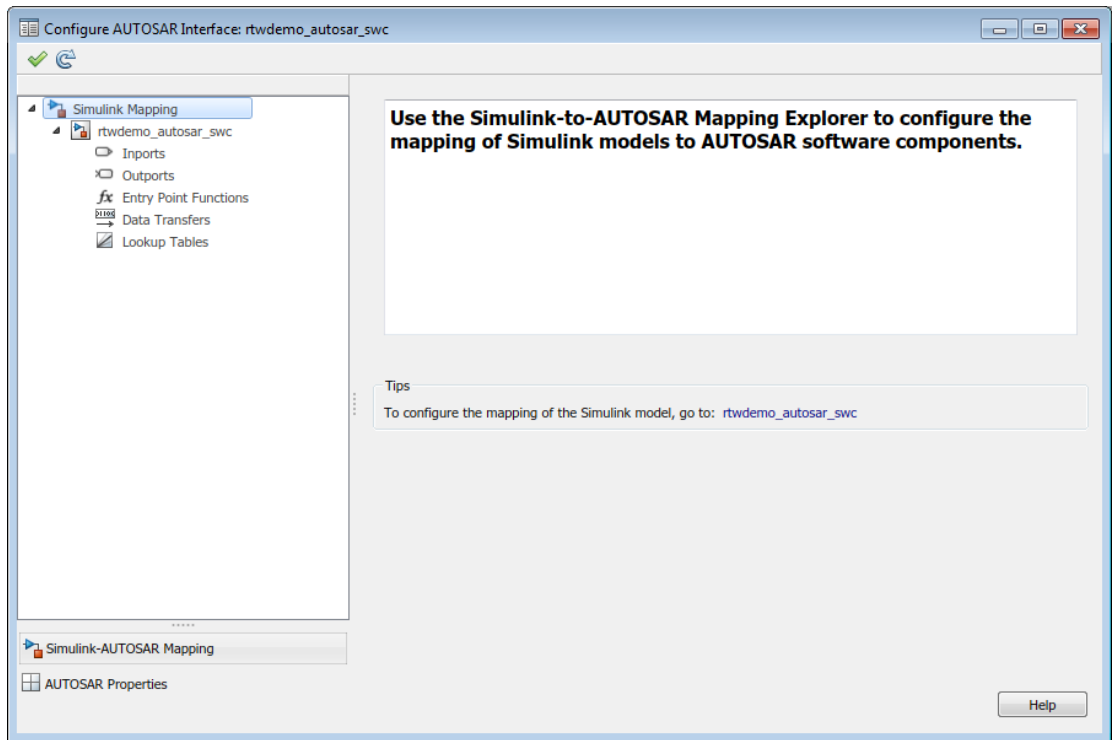 Configure AUTOSAR Interface: rtwdemo_autosar_swc
Simulink Mapping
rtwdemo_autosar_swc
Inports
Outports
fx Entry Point Functions
Data Transfers
Lookup Tables
Simulink-AUTOSAR Mapping
AUTOSAR Properties
Use the Simulink-to-AUTOSAR Mapping Explorer to configure the
mapping of Simulink models to AUTOSAR software components.
Tips
To configure the mapping of the Simulink model, go to: rtwdemo_autosar_swc
Help